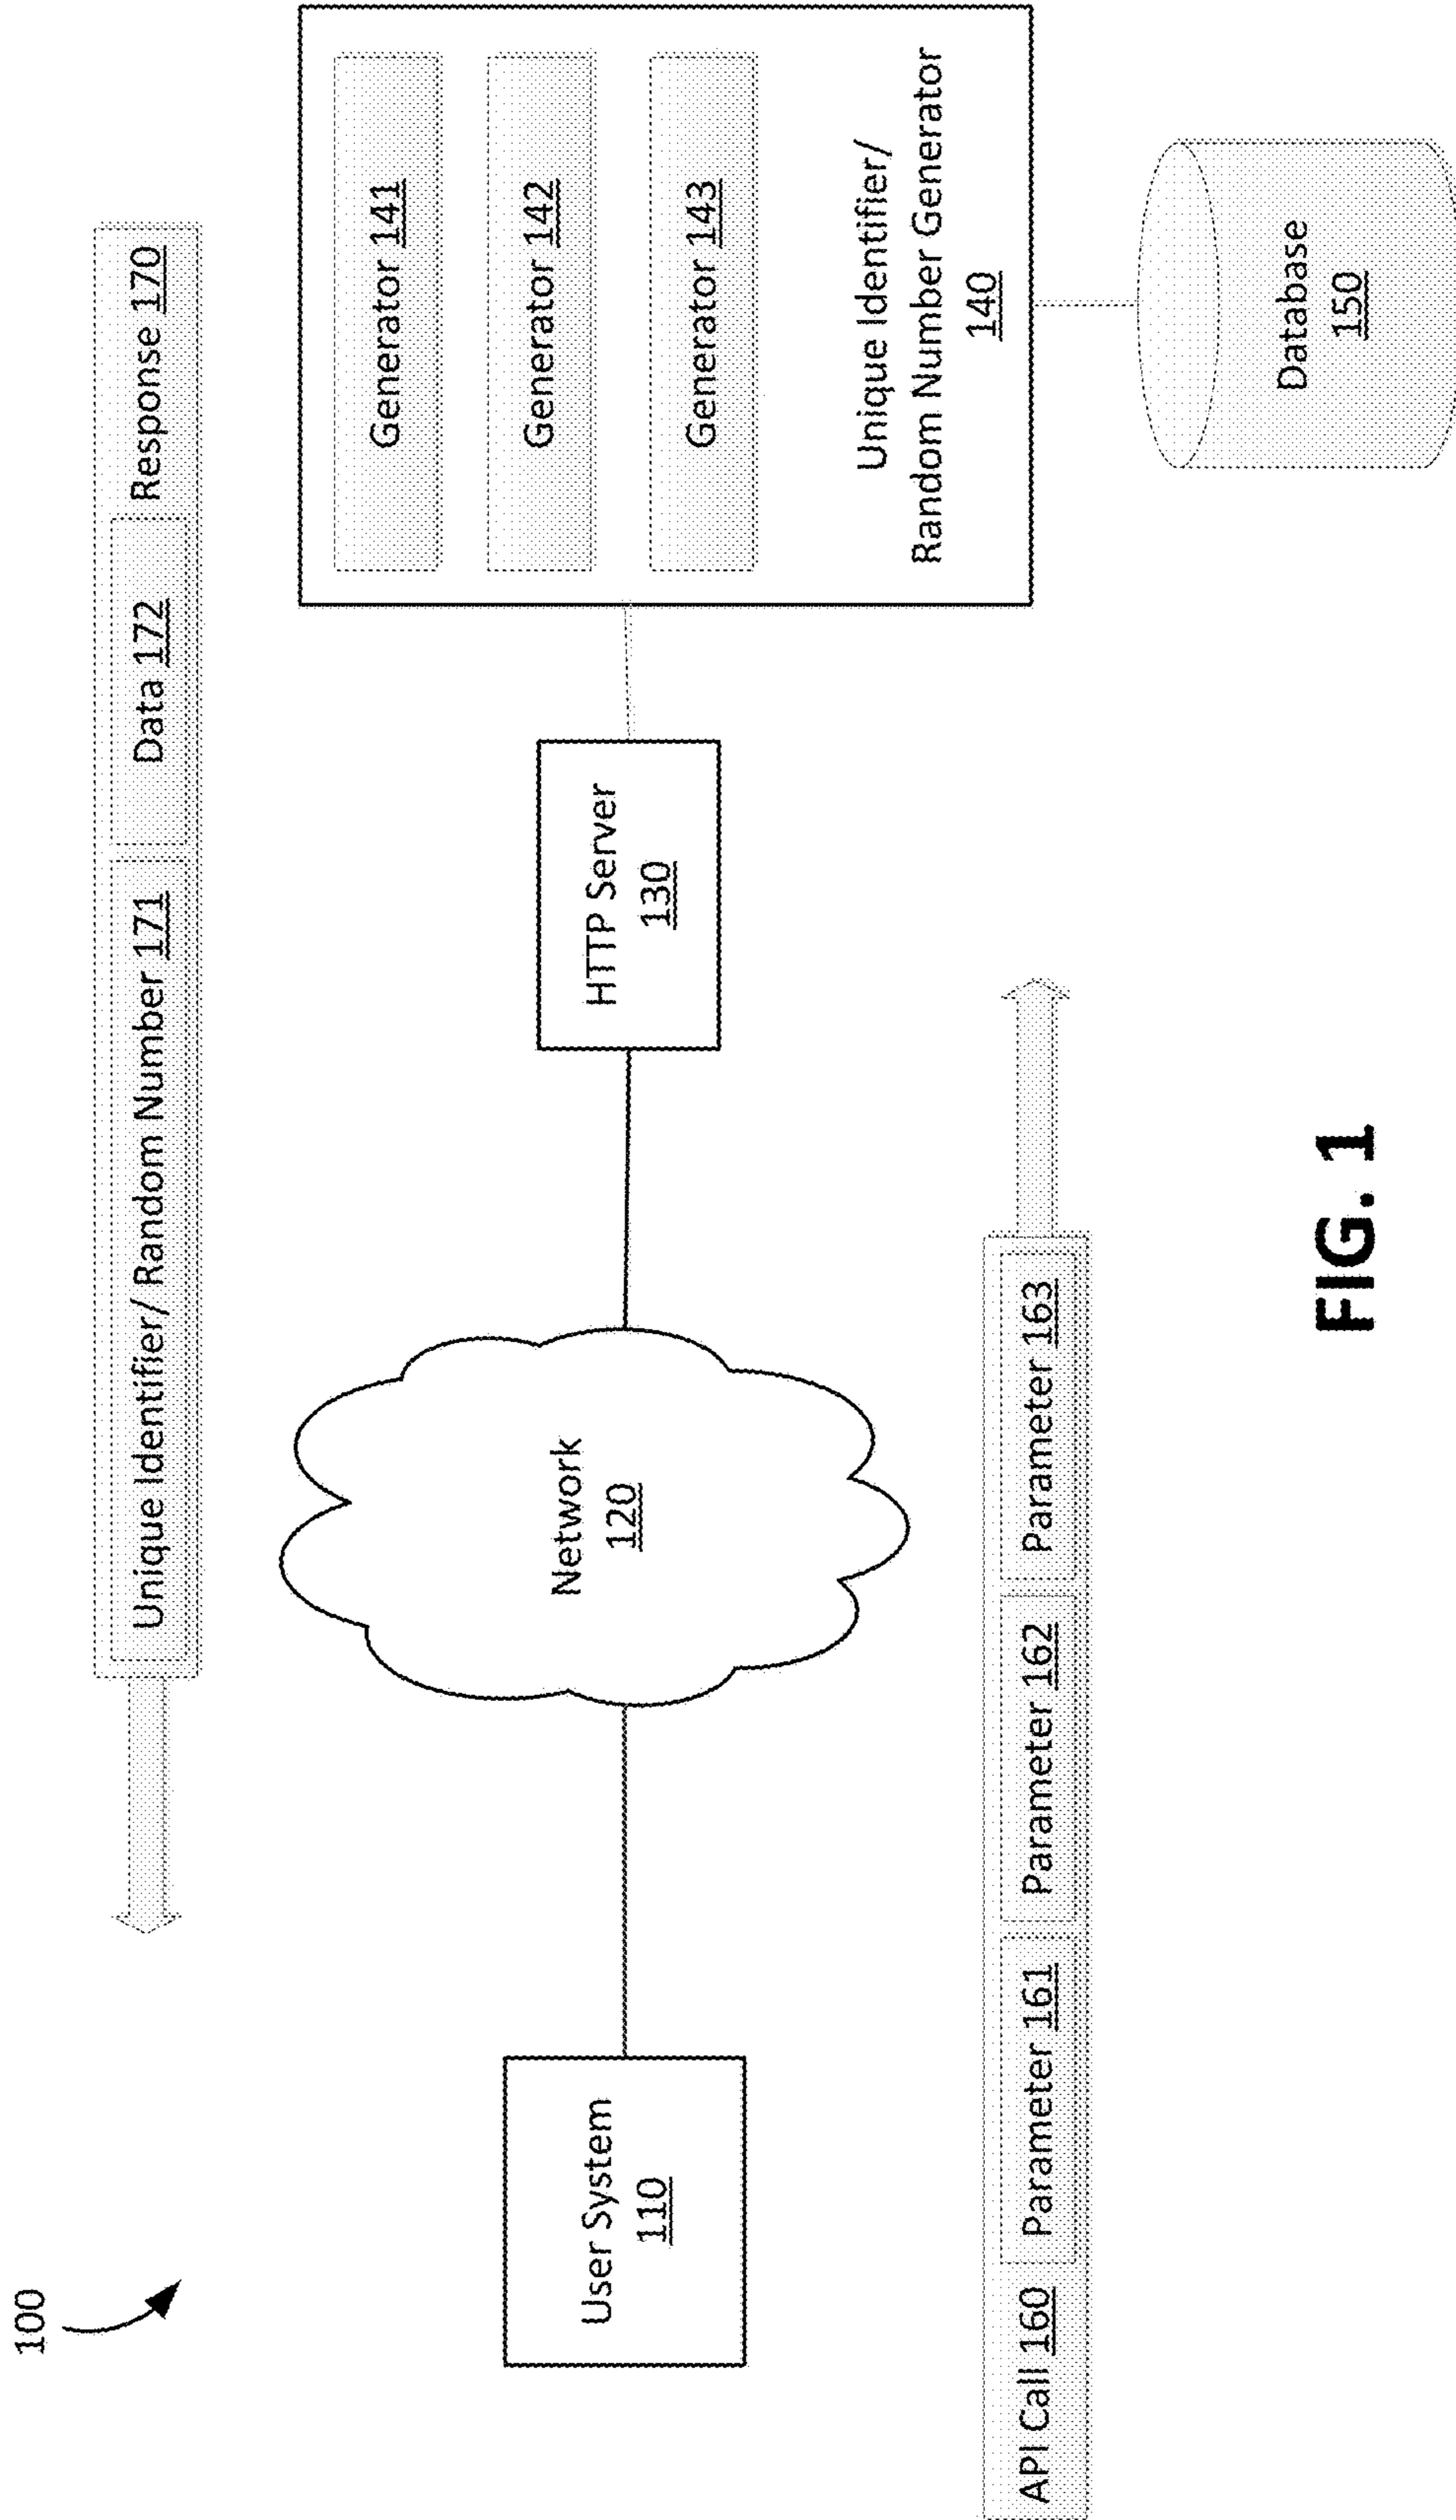 100
Unique Identifier/ Random Number 171
Data 172
Response 170
User System
110
Network
120
HTTP Server
130
Generator 141
Generator 142
Generator 143
Unique Identifier/
Random Number Generator
140
Database
150
API Call 160
Parameter 161
Parameter 162
Parameter 163
FIG. 1